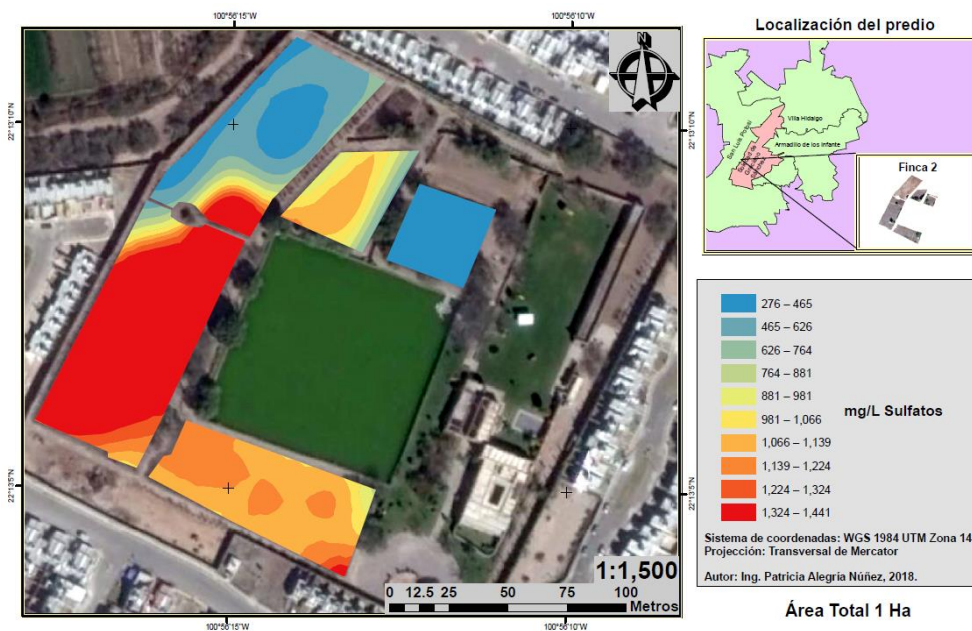 100°56'15"W
100°56'10"W
22°13'10"N
22°13'10"N
22°13'5"N
22°13'5"N
100°56'15"W
100°56'10"W
N
1:1,500
0 12.5 25 50 75 100
Metros
Localización del predio
Villa Hidalgo
San Luis Potosí
Armadillo de los Infante
Soledad de
Graciano
Sánchez
Finca 2
276 – 465
465 – 626
626 – 764
764 – 881
881 – 981
981 – 1,066
1,066 – 1,139
1,139 – 1,224
1,224 – 1,324
1,324 – 1,441
mg/L Sulfatos
Sistema de coordenadas: WGS 1984 UTM Zona 14
Projección: Transversal de Mercator
Autor: Ing. Patricia Alegría Núñez, 2018.
Área Total 1 Ha